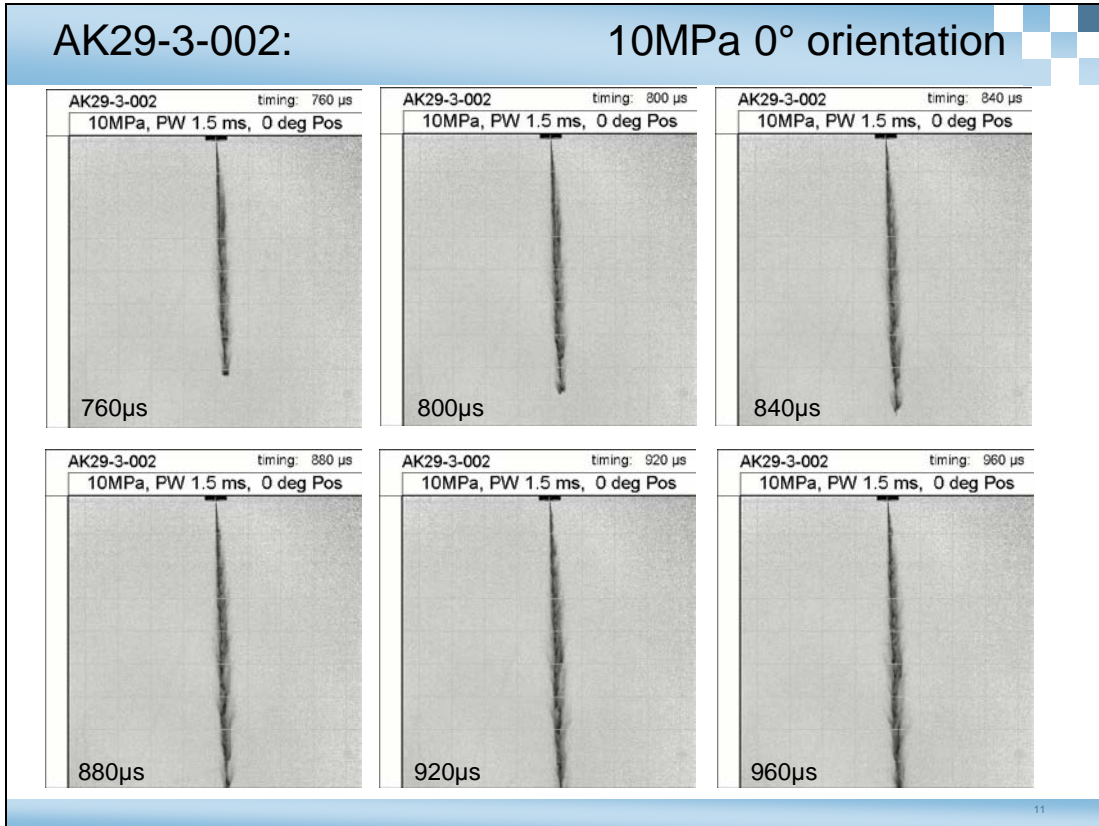 AK29-3-002: 10MPa 0° orientation
AK29-3-002 timing: 760 µs
10MPa, PW 1.5 ms, 0 deg Pos
760µs
AK29-3-002 timing: 800 µs
10MPa, PW 1.5 ms, 0 deg Pos
800µs
AK29-3-002 timing: 840 µs
10MPa, PW 1.5 ms, 0 deg Pos
840µs
AK29-3-002 timing: 880 µs
10MPa, PW 1.5 ms, 0 deg Pos
880µs
AK29-3-002 timing: 920 µs
10MPa, PW 1.5 ms, 0 deg Pos
920µs
AK29-3-002 timing: 960 µs
10MPa, PW 1.5 ms, 0 deg Pos
960µs
11